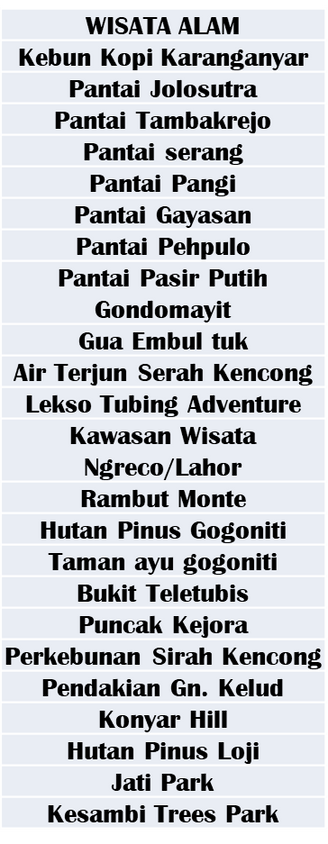 WISATA ALAM
Kebun Kopi Karanganyar
Pantai Jolosutra
Pantai Tambakrejo
Pantai serang
Pantai Pangi
Pantai Gayasan
Pantai Pehpulo
Pantai Pasir Putih
Gondomayit
Gua Embul tuk
Air Terjun Serah Kencong
Lekso Tubing Adventure
Kawasan Wisata
Ngreco/Lahor
Rambut Monte
Hutan Pinus Gogoniti
Taman ayu gogoniti
Bukit Teletubis
Puncak Kejora
Perkebunan Sirah Kencong
Pendakian Gn. Kelud
Konyar Hill
Hutan Pinus Loji
Jati Park
Kesambi Trees Park